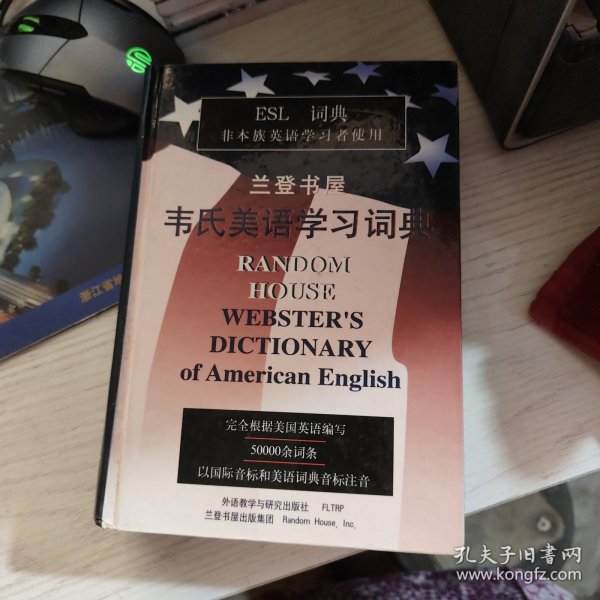 ESL 词典
非本族英语学习者使用
兰登书屋
韦氏美语学习词典
RANDOM
HOUSE
WEBSTER'S
DICTIONARY
of American English
完全根据美国英语编写
50000余词条
以国际音标和美语词典音标注音
外语教学与研究出版社 FLTRP
兰登书屋出版集团 Random House, Inc.
浙江省地
孔夫子旧书网
www.kongfz.com